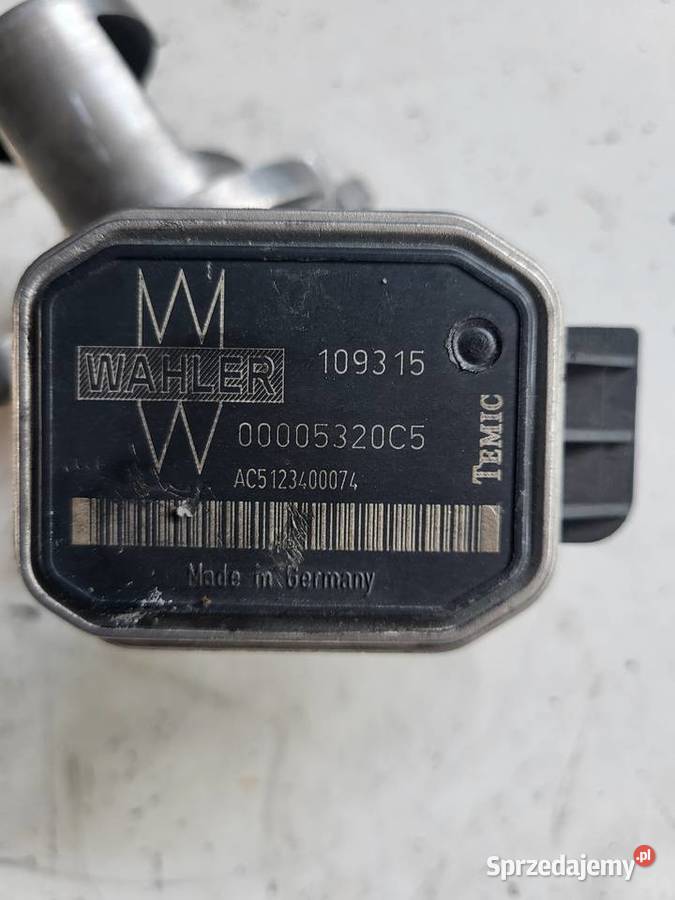 WAHLER
109315
00005320C5
AC5123400074
TEMIC
Made in Germany
Sprzedajemy.pl